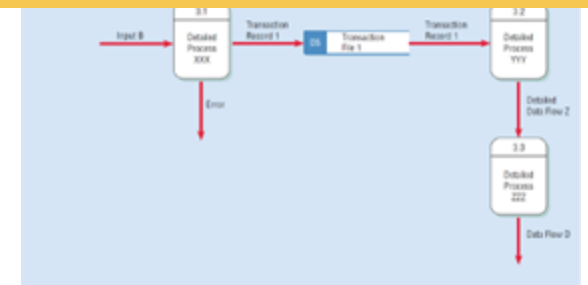 3.1
Detailed
Process
XXX
Input B
Transaction
Record 1
D5
Transaction
File 1
Transaction
Record 1
3.2
Detailed
Process
YYY
Error
Detailed
Data Flow Z
3.3
Detailed
Process
ZZZ
Data Flow D